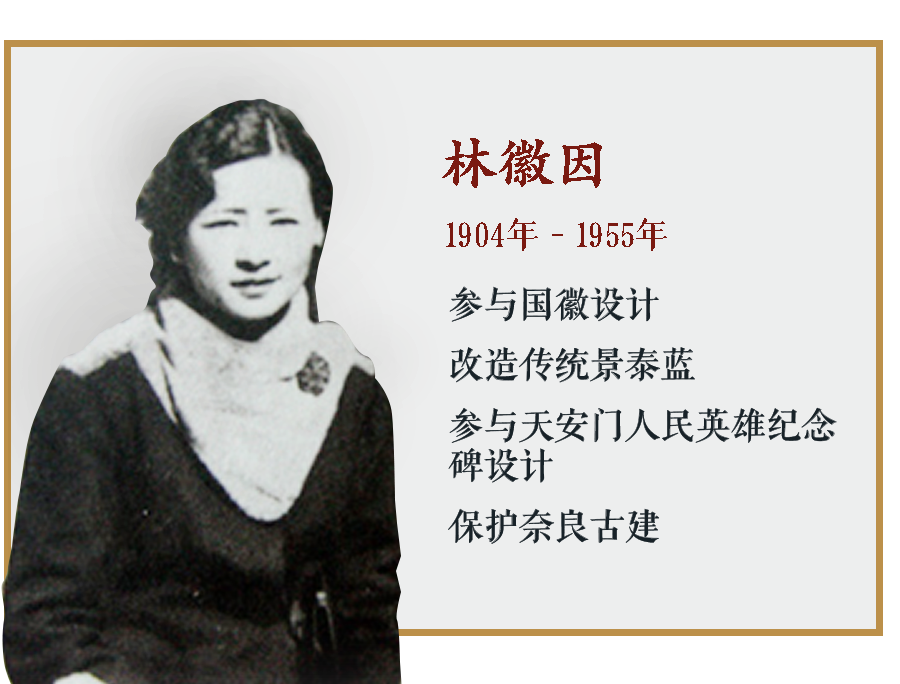 林徽因
1904年 - 1955年
参与国徽设计
改造传统景泰蓝
参与天安门人民英雄纪念
碑设计
保护奈良古建